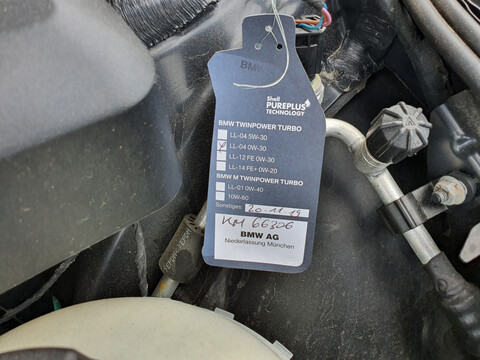 BMW
Shell
PUREPLUS
TECHNOLOGY
BMW TWINPOWER TURBO
LL-04 5W-30
LL-04 0W-30
LL-12 FE 0W-30
LL-14 FE+ 0W-20
BMW M TWINPOWER TURBO
LL-01 0W-40
10W-60
Sonstiges: 20-11-19
KM 66306
BMW AG
Niederlassung München